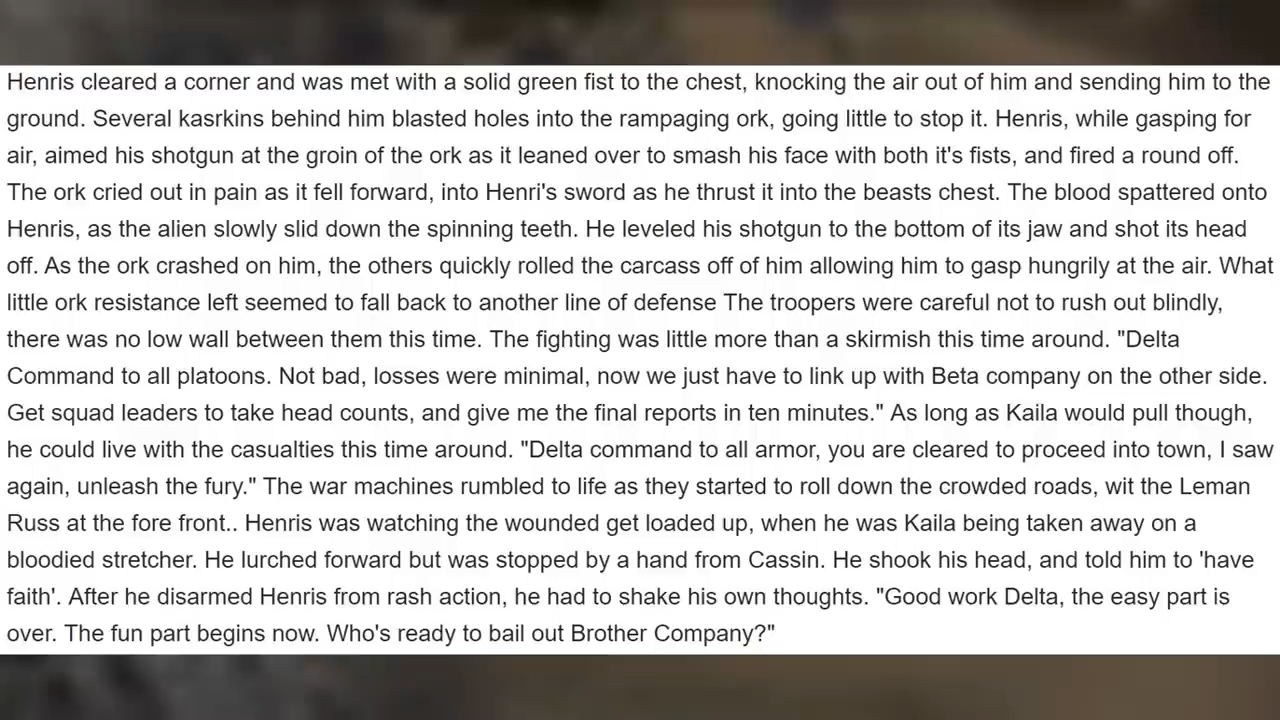 Henris cleared a corner and was met with a solid green fist to the chest, knocking the air out of him and sending him to the
ground. Several kasrkins behind him blasted holes into the rampaging ork, going little to stop it. Henris, while gasping for
air, aimed his shotgun at the groin of the ork as it leaned over to smash his face with both it's fists, and fired a round off.
The ork cried out in pain as it fell forward, into Henri's sword as he thrust it into the beasts chest. The blood spattered onto
Henris, as the alien slowly slid down the spinning teeth. He leveled his shotgun to the bottom of its jaw and shot its head
off. As the ork crashed on him, the others quickly rolled the carcass off of him allowing him to gasp hungrily at the air. What
little ork resistance left seemed to fall back to another line of defense The troopers were careful not to rush out blindly,
there was no low wall between them this time. The fighting was little more than a skirmish this time around. "Delta
Command to all platoons. Not bad, losses were minimal, now we just have to link up with Beta company on the other side.
Get squad leaders to take head counts, and give me the final reports in ten minutes." As long as Kaila would pull though,
he could live with the casualties this time around. "Delta command to all armor, you are cleared to proceed into town, I saw
again, unleash the fury." The war machines rumbled to life as they started to roll down the crowded roads, wit the Leman
Russ at the fore front.. Henris was watching the wounded get loaded up, when he was Kaila being taken away on a
bloodied stretcher. He lurched forward but was stopped by a hand from Cassin. He shook his head, and told him to 'have
faith'. After he disarmed Henris from rash action, he had to shake his own thoughts. "Good work Delta, the easy part is
over. The fun part begins now. Who's ready to bail out Brother Company?"